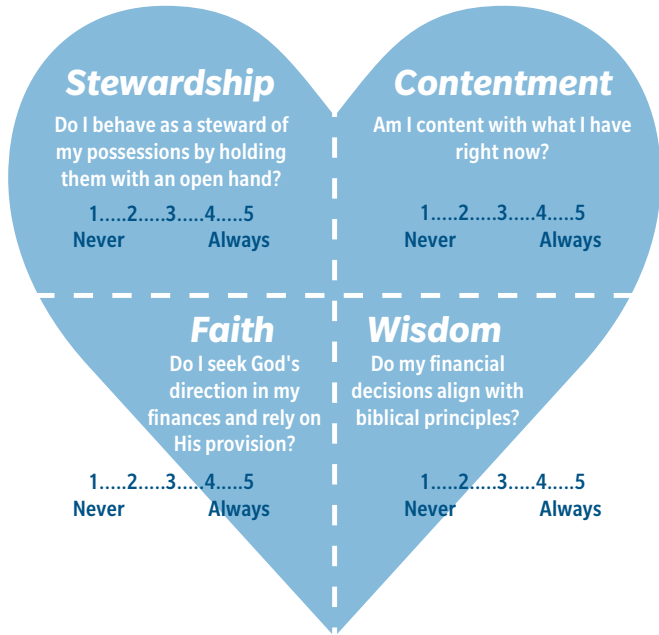 Stewardship
Do I behave as a steward of
my possessions by holding
them with an open hand?
1.....2.....3.....4.....5
Never Always
Contentment
Am I content with what I have
right now?
1.....2.....3.....4.....5
Never Always
Faith
Do I seek God's
direction in my
finances and rely on
His provision?
1.....2.....3.....4.....5
Never Always
Wisdom
Do my financial
decisions align with
biblical principles?
1.....2.....3.....4.....5
Never Always